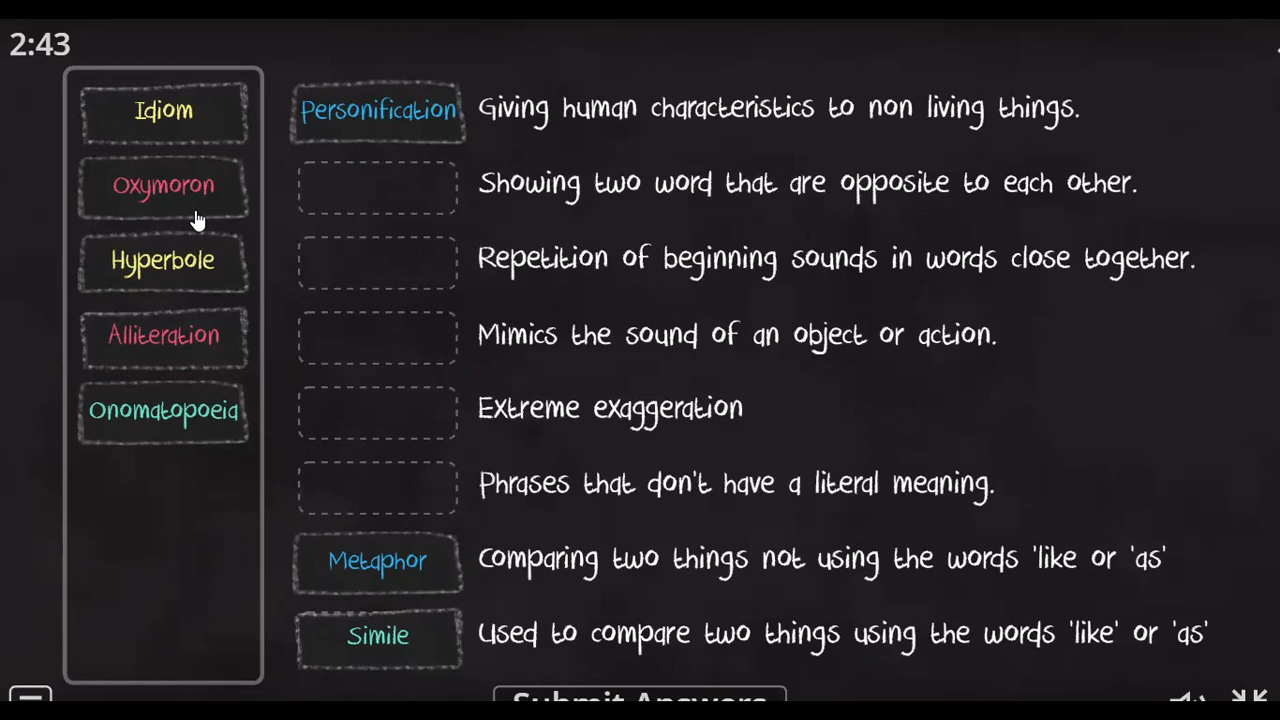 2:43
Idiom
Personification Giving human characteristics to non living things.
Oxymoron
Showing two word that are opposite to each other.
Hyperbole
Repetition of beginning sounds in words close together.
Alliteration
Mimics the sound of an object or action.
Onomatopoeia
Extreme exaggeration
Phrases that don't have a literal meaning.
Metaphor Comparing two things not using the words 'like or 'as'
Simile Used to compare two things using the words 'like' or 'as'
Submit Answers